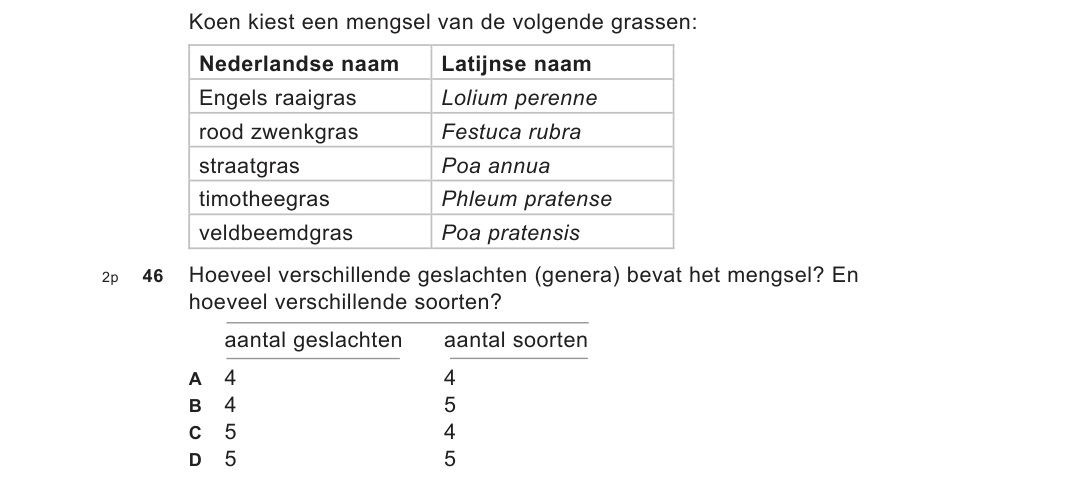 Koen kiest een mengsel van de volgende grassen:
Nederlandse naam Latijnse naam
Engels raaigras Lolium perenne
rood zwenkgras Festuca rubra
straatgras Poa annua
timotheegras Phleum pratense
veldbeemdgras Poa pratensis
2p 46 Hoeveel verschillende geslachten (genera) bevat het mengsel? En
hoeveel verschillende soorten?
aantal geslachten aantal soorten
A 4 4
B 4 5
C 5 4
D 5 5